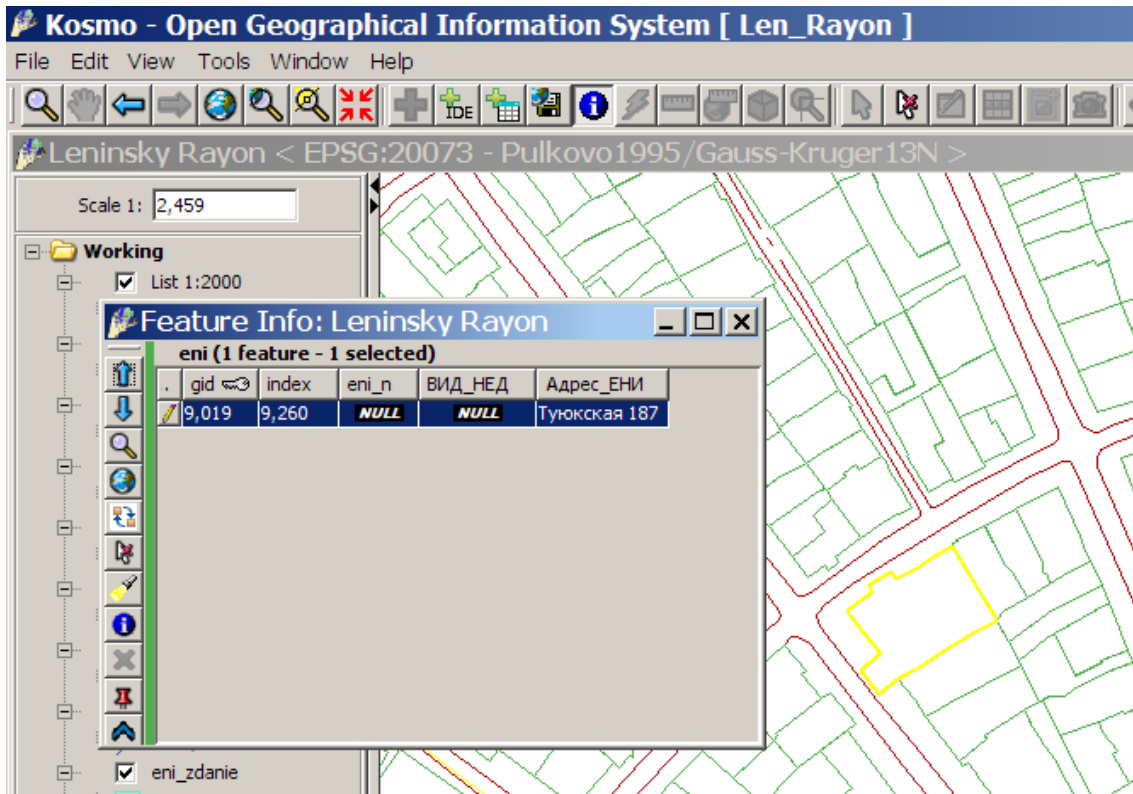 Kosmo - Open Geographical Information System [ Len_Rayon ]
File Edit View Tools Window Help
IDE
Leninsky Rayon < EPSG:20073 - Pulkovo1995/Gauss-Kruger13N >
Scale 1: 2,459
Working
List 1:2000
Feature Info: Leninsky Rayon
eni (1 feature - 1 selected)
. gid index eni_n ВИД_НЕД Адрес_ЕНИ
9,019 9,260 NULL NULL Туюкская 187
eni_zdanie